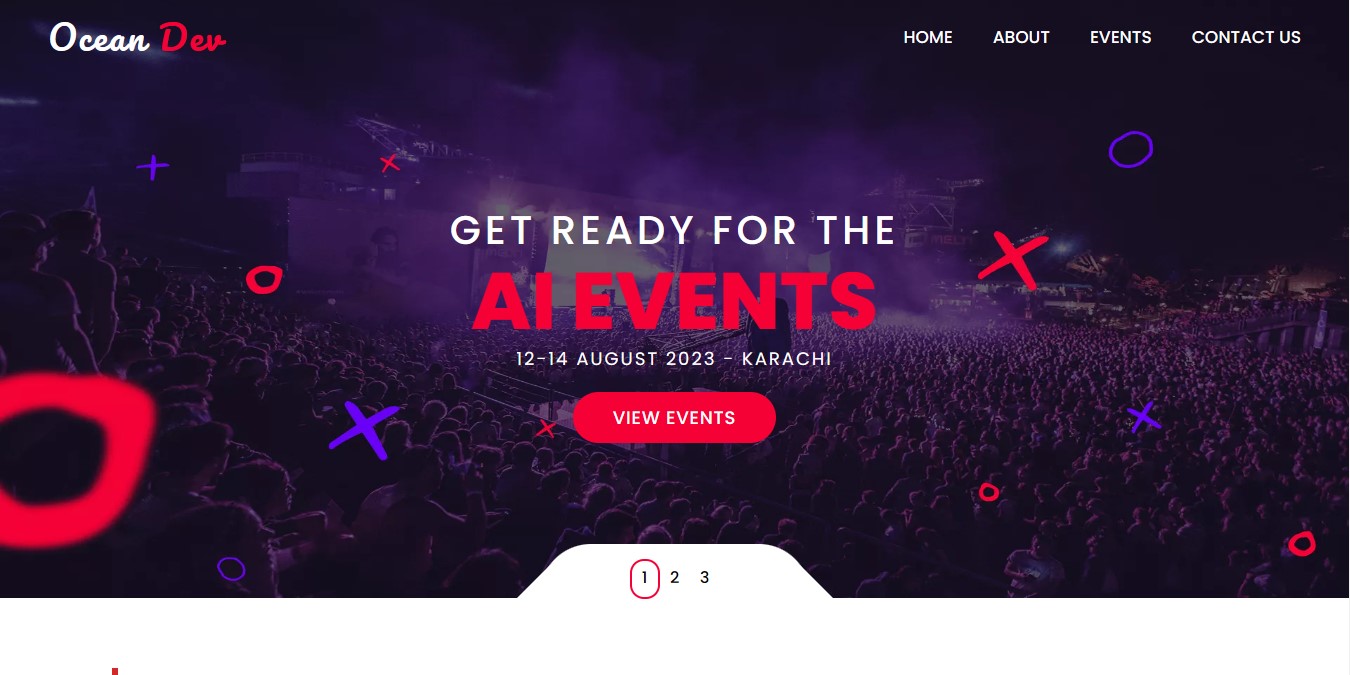 Ocean Dev
HOME ABOUT EVENTS CONTACT US
GET READY FOR THE
AI EVENTS
12-14 AUGUST 2023 - KARACHI
VIEW EVENTS
1 2 3